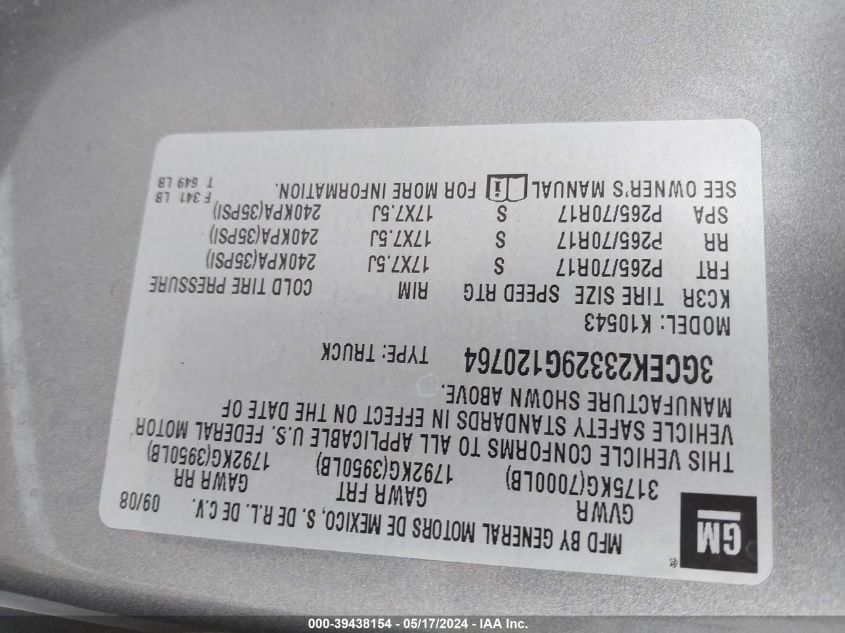 GM
MFD BY GENERAL MOTORS DE MEXICO, S. DE R.L. DE C.V. 09/08
GVWR GAWR FRT GAWR RR
3175KG(7000LB) 1792KG(3950LB) 1792KG(3950LB)
THIS VEHICLE CONFORMS TO ALL APPLICABLE U.S. FEDERAL MOTOR
VEHICLE SAFETY STANDARDS IN EFFECT ON THE DATE OF
MANUFACTURE SHOWN ABOVE.
3GCEK23329G120764 TYPE: TRUCK
MODEL: K10543
KC3R TIRE SIZE SPEED RTG RIM COLD TIRE PRESSURE
FRT P265/70R17 S 17X7.5J 240KPA(35PSI)
RR P265/70R17 S 17X7.5J 240KPA(35PSI)
SPA P265/70R17 S 17X7.5J 240KPA(35PSI)
SEE OWNER'S MANUAL FOR MORE INFORMATION.
F 341 LB
T 649 LB
000-39438154 - 05/17/2024 - IAA Inc.